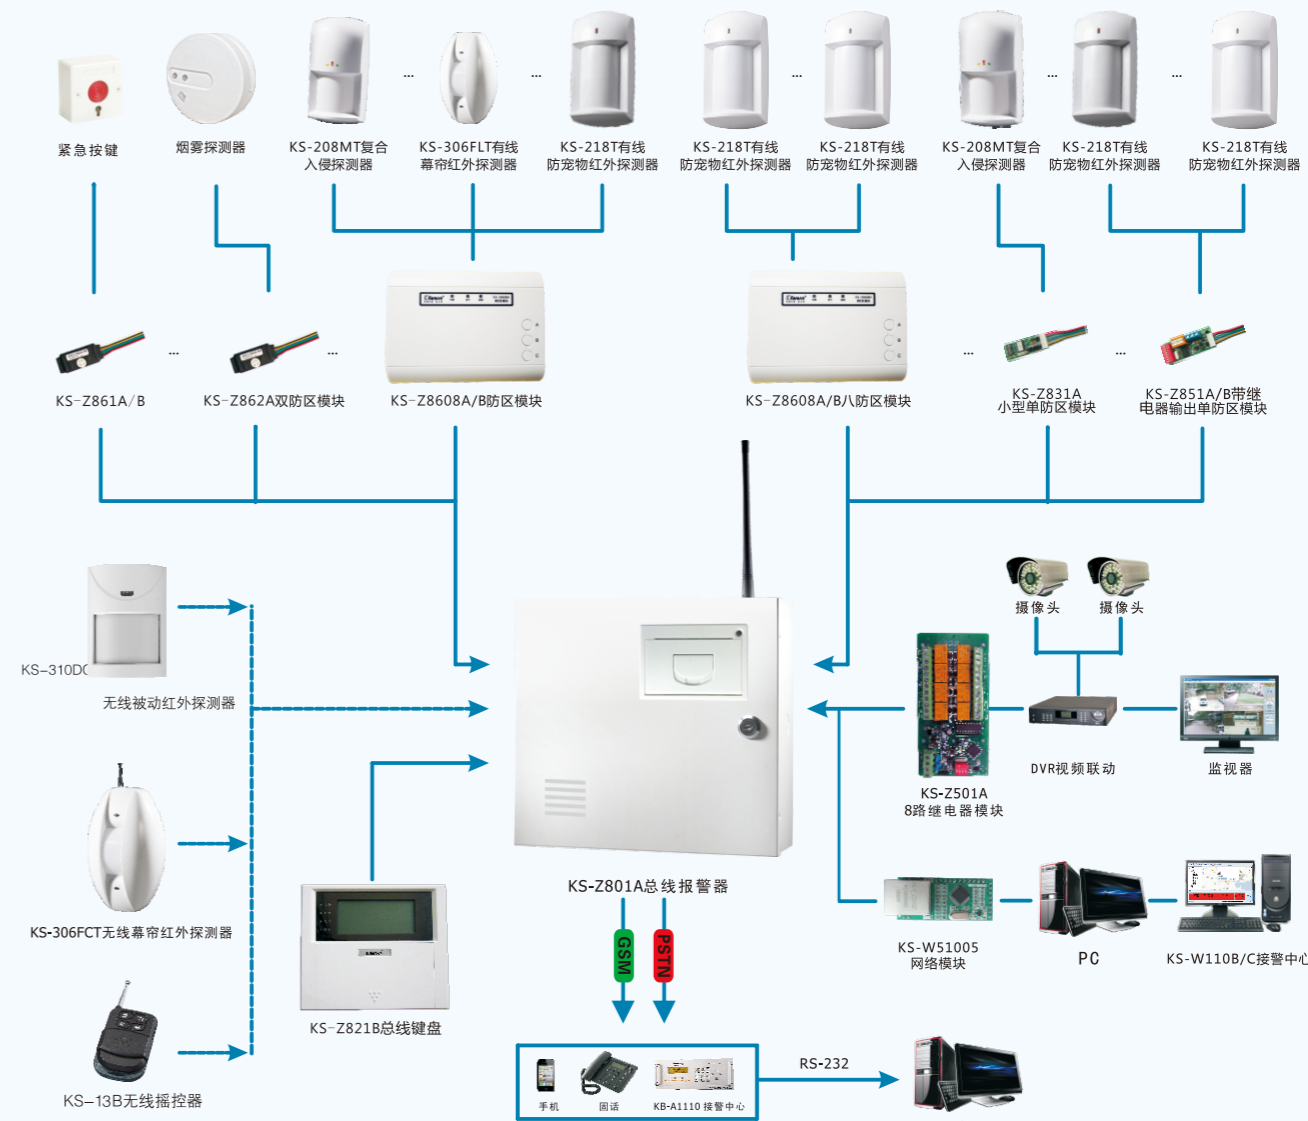 紧急按键
烟雾探测器
KS-208MT复合
入侵探测器
...
KS-306FLT有线
幕帘红外探测器
...
KS-218T有线
防宠物红外探测器
KS-218T有线
防宠物红外探测器
...
KS-218T有线
防宠物红外探测器
KS-208MT复合
入侵探测器
...
KS-218T有线
防宠物红外探测器
...
KS-218T有线
防宠物红外探测器
KS-Z861A/B
...
KS-Z862A双防区模块
...
KS-Z8608A/B防区模块
KS-Z8608A/B八防区模块
...
KS-Z831A
小型单防区模块
...
KS-Z851A/B带继
电器输出单防区模块
KS-310D
无线被动红外探测器
摄像头
摄像头
KS-Z501A
8路继电器模块
DVR视频联动
监视器
KS-306FCT无线幕帘红外探测器
KS-Z801A总线报警器
KS-W51005
网络模块
PC
KS-W110B/C接警中心
GSM
PSTN
KS-Z821B总线键盘
KS-13B无线摇控器
手机
固话
KB-A1110 接警中心
RS-232